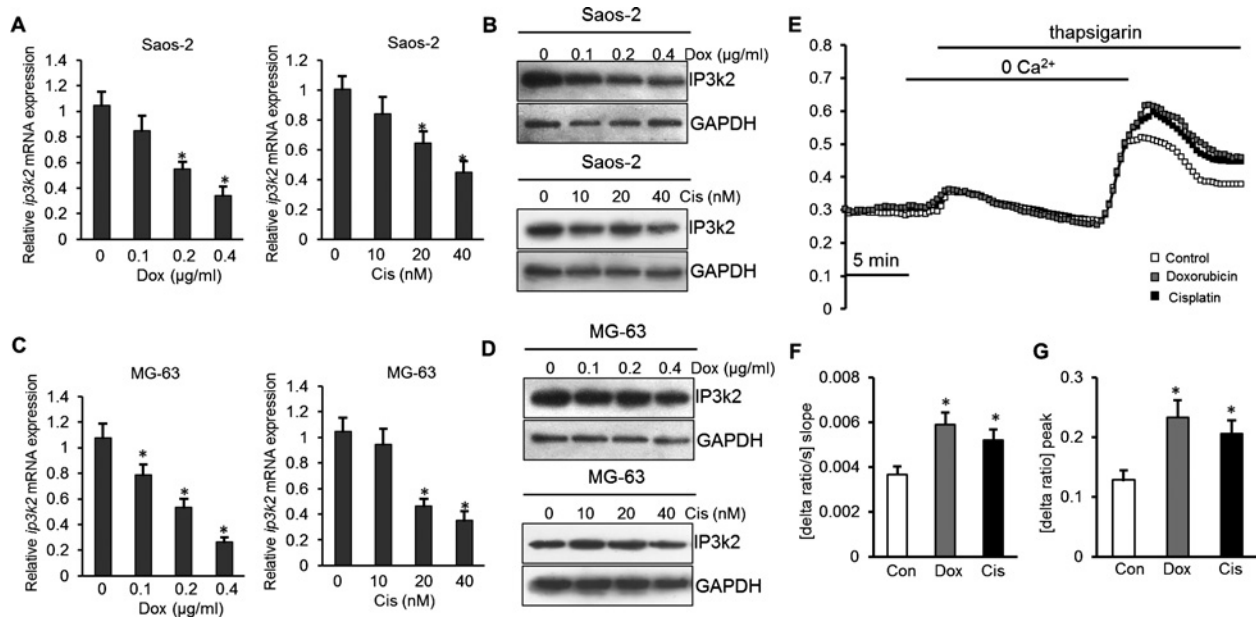 A
Saos-2
Relative ip3k2 mRNA expression
1.4
1.2
1
0.8
0.6
0.4
0.2
0
* *
0 0.1 0.2 0.4
Dox (µg/ml)
Saos-2
Relative ip3k2 mRNA expression
1.4
1.2
1
0.8
0.6
0.4
0.2
0
* *
0 10 20 40
Cis (nM)
B
Saos-2
0 0.1 0.2 0.4 Dox (µg/ml)
IP3k2
GAPDH
Saos-2
0 10 20 40 Cis (nM)
IP3k2
GAPDH
C
MG-63
Relative ip3k2 mRNA expression
1.4
1.2
1
0.8
0.6
0.4
0.2
0
* * *
0 0.1 0.2 0.4
Dox (µg/ml)
MG-63
Relative ip3k2 mRNA expression
1.4
1.2
1
0.8
0.6
0.4
0.2
0
* *
0 10 20 40
Cis (nM)
D
MG-63
0 0.1 0.2 0.4 Dox (µg/ml)
IP3k2
GAPDH
MG-63
0 10 20 40 Cis (nM)
IP3k2
GAPDH
E
thapsigarin
0 Ca²⁺
0.8
0.7
0.6
0.5
0.4
0.3
0.2
0.1
0
5 min
Control
Doxorubicin
Cisplatin
F
[delta ratio/s] slope
0.008
0.006
0.004
0.002
0
* *
Con Dox Cis
G
[delta ratio] peak
0.3
0.2
0.1
0
* *
Con Dox Cis